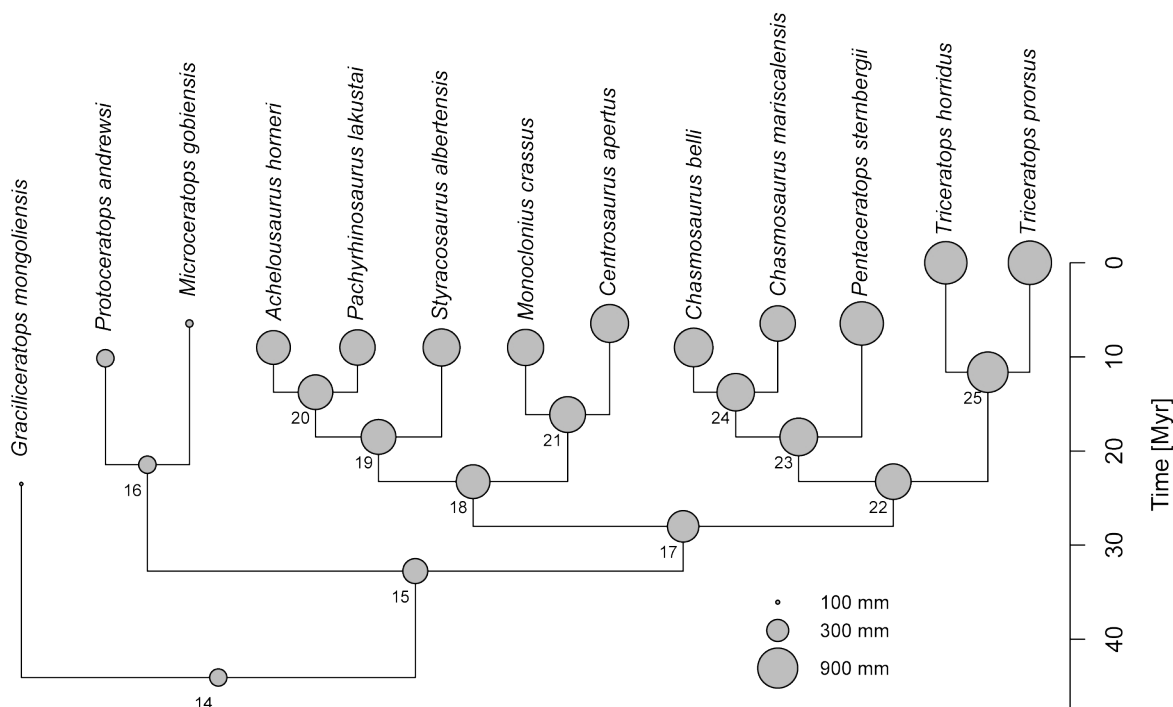 Graciliceratops mongoliensis
Protoceratops andrewsi
Microceratops gobiensis
Achelousaurus horneri
Pachyrhinosaurus lakustai
Styracosaurus albertensis
Monoclonius crassus
Centrosaurus apertus
Chasmosaurus belli
Chasmosaurus mariscalensis
Pentaceratops sternbergii
Triceratops horridus
Triceratops prorsus
0
10
20
30
40
Time [Myr]
20
24
25
21
19
23
16
18
22
17
15
14
100 mm
300 mm
900 mm